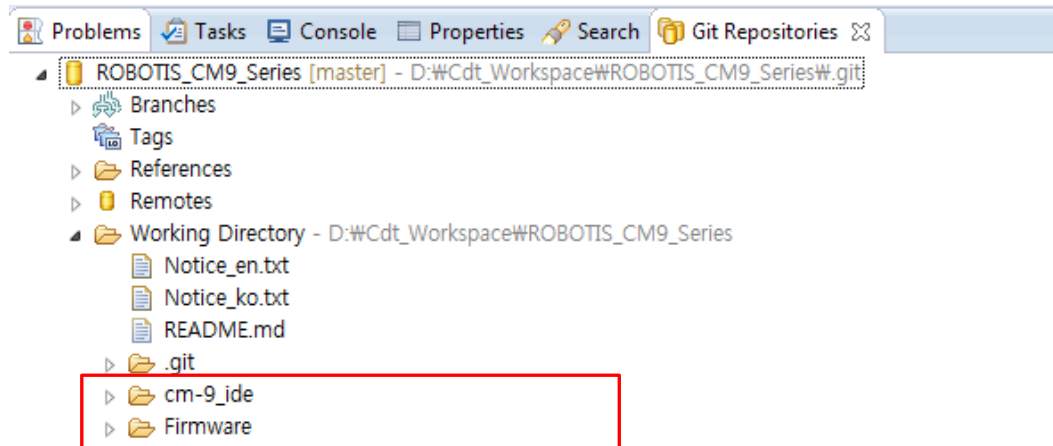 Problems Tasks Console Properties Search Git Repositories
ROBOTIS_CM9_Series [master] - D:₩Cdt_Workspace₩ROBOTIS_CM9_Series₩.git
Branches
Tags
References
Remotes
Working Directory - D:₩Cdt_Workspace₩ROBOTIS_CM9_Series
Notice_en.txt
Notice_ko.txt
README.md
.git
cm-9_ide
Firmware